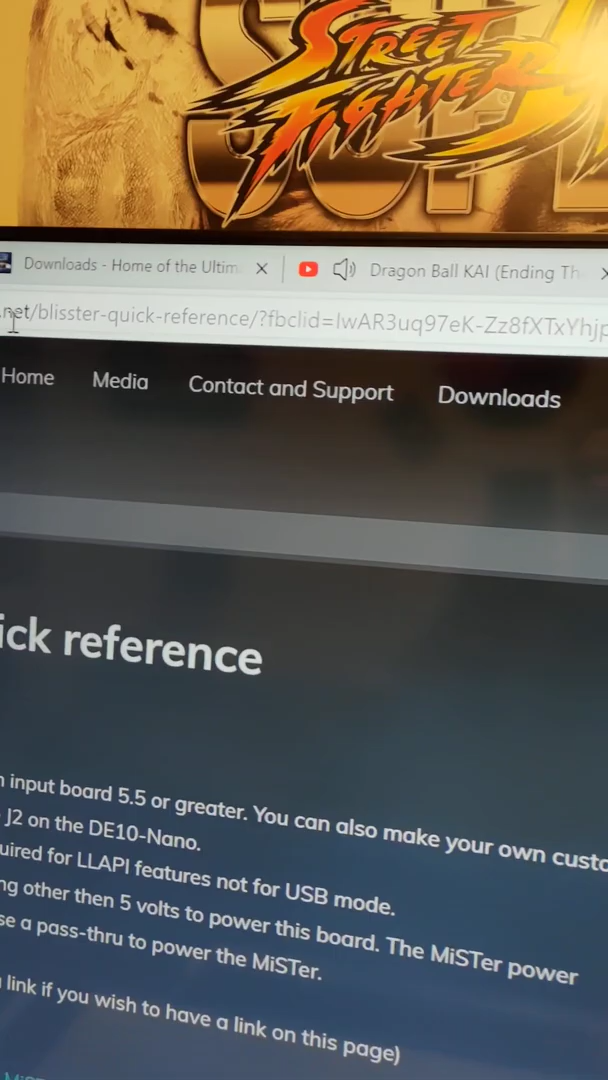 STREET
FIGHTER
Downloads - Home of the Ultim
Dragon Ball KAI (Ending Th
.net/blisster-quick-reference/?fbclid=IwAR3uq97eK-Zz8fXTxYhjp
Home Media Contact and Support Downloads
ick reference
input board 5.5 or greater. You can also make your own custo
J2 on the DE10-Nano.
uired for LLAPI features not for USB mode.
ng other then 5 volts to power this board. The MiSTer power
se a pass-thru to power the MiSTer.
link if you wish to have a link on this page)